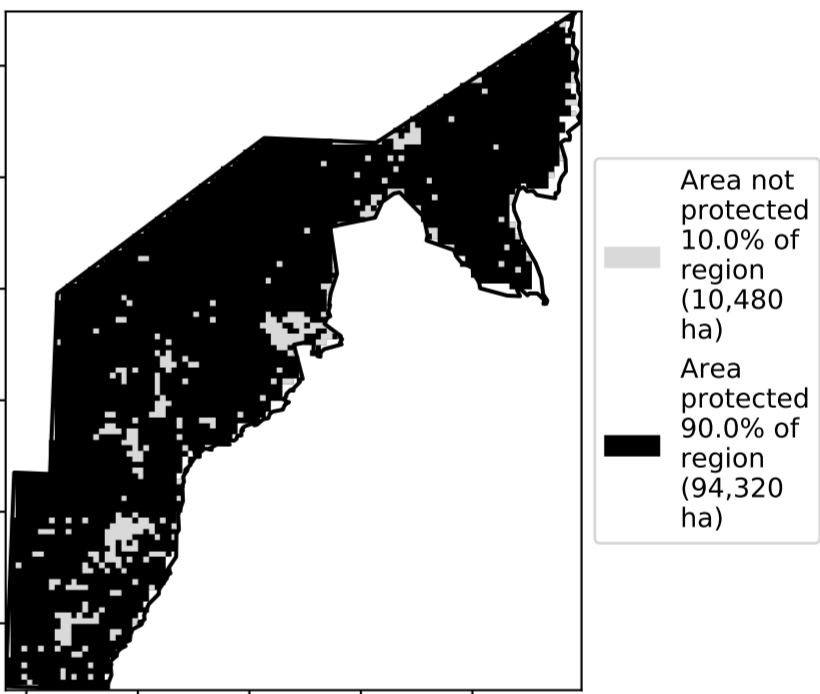 Area not
protected
10.0% of
region
(10,480
ha)
Area
protected
90.0% of
region
(94,320
ha)